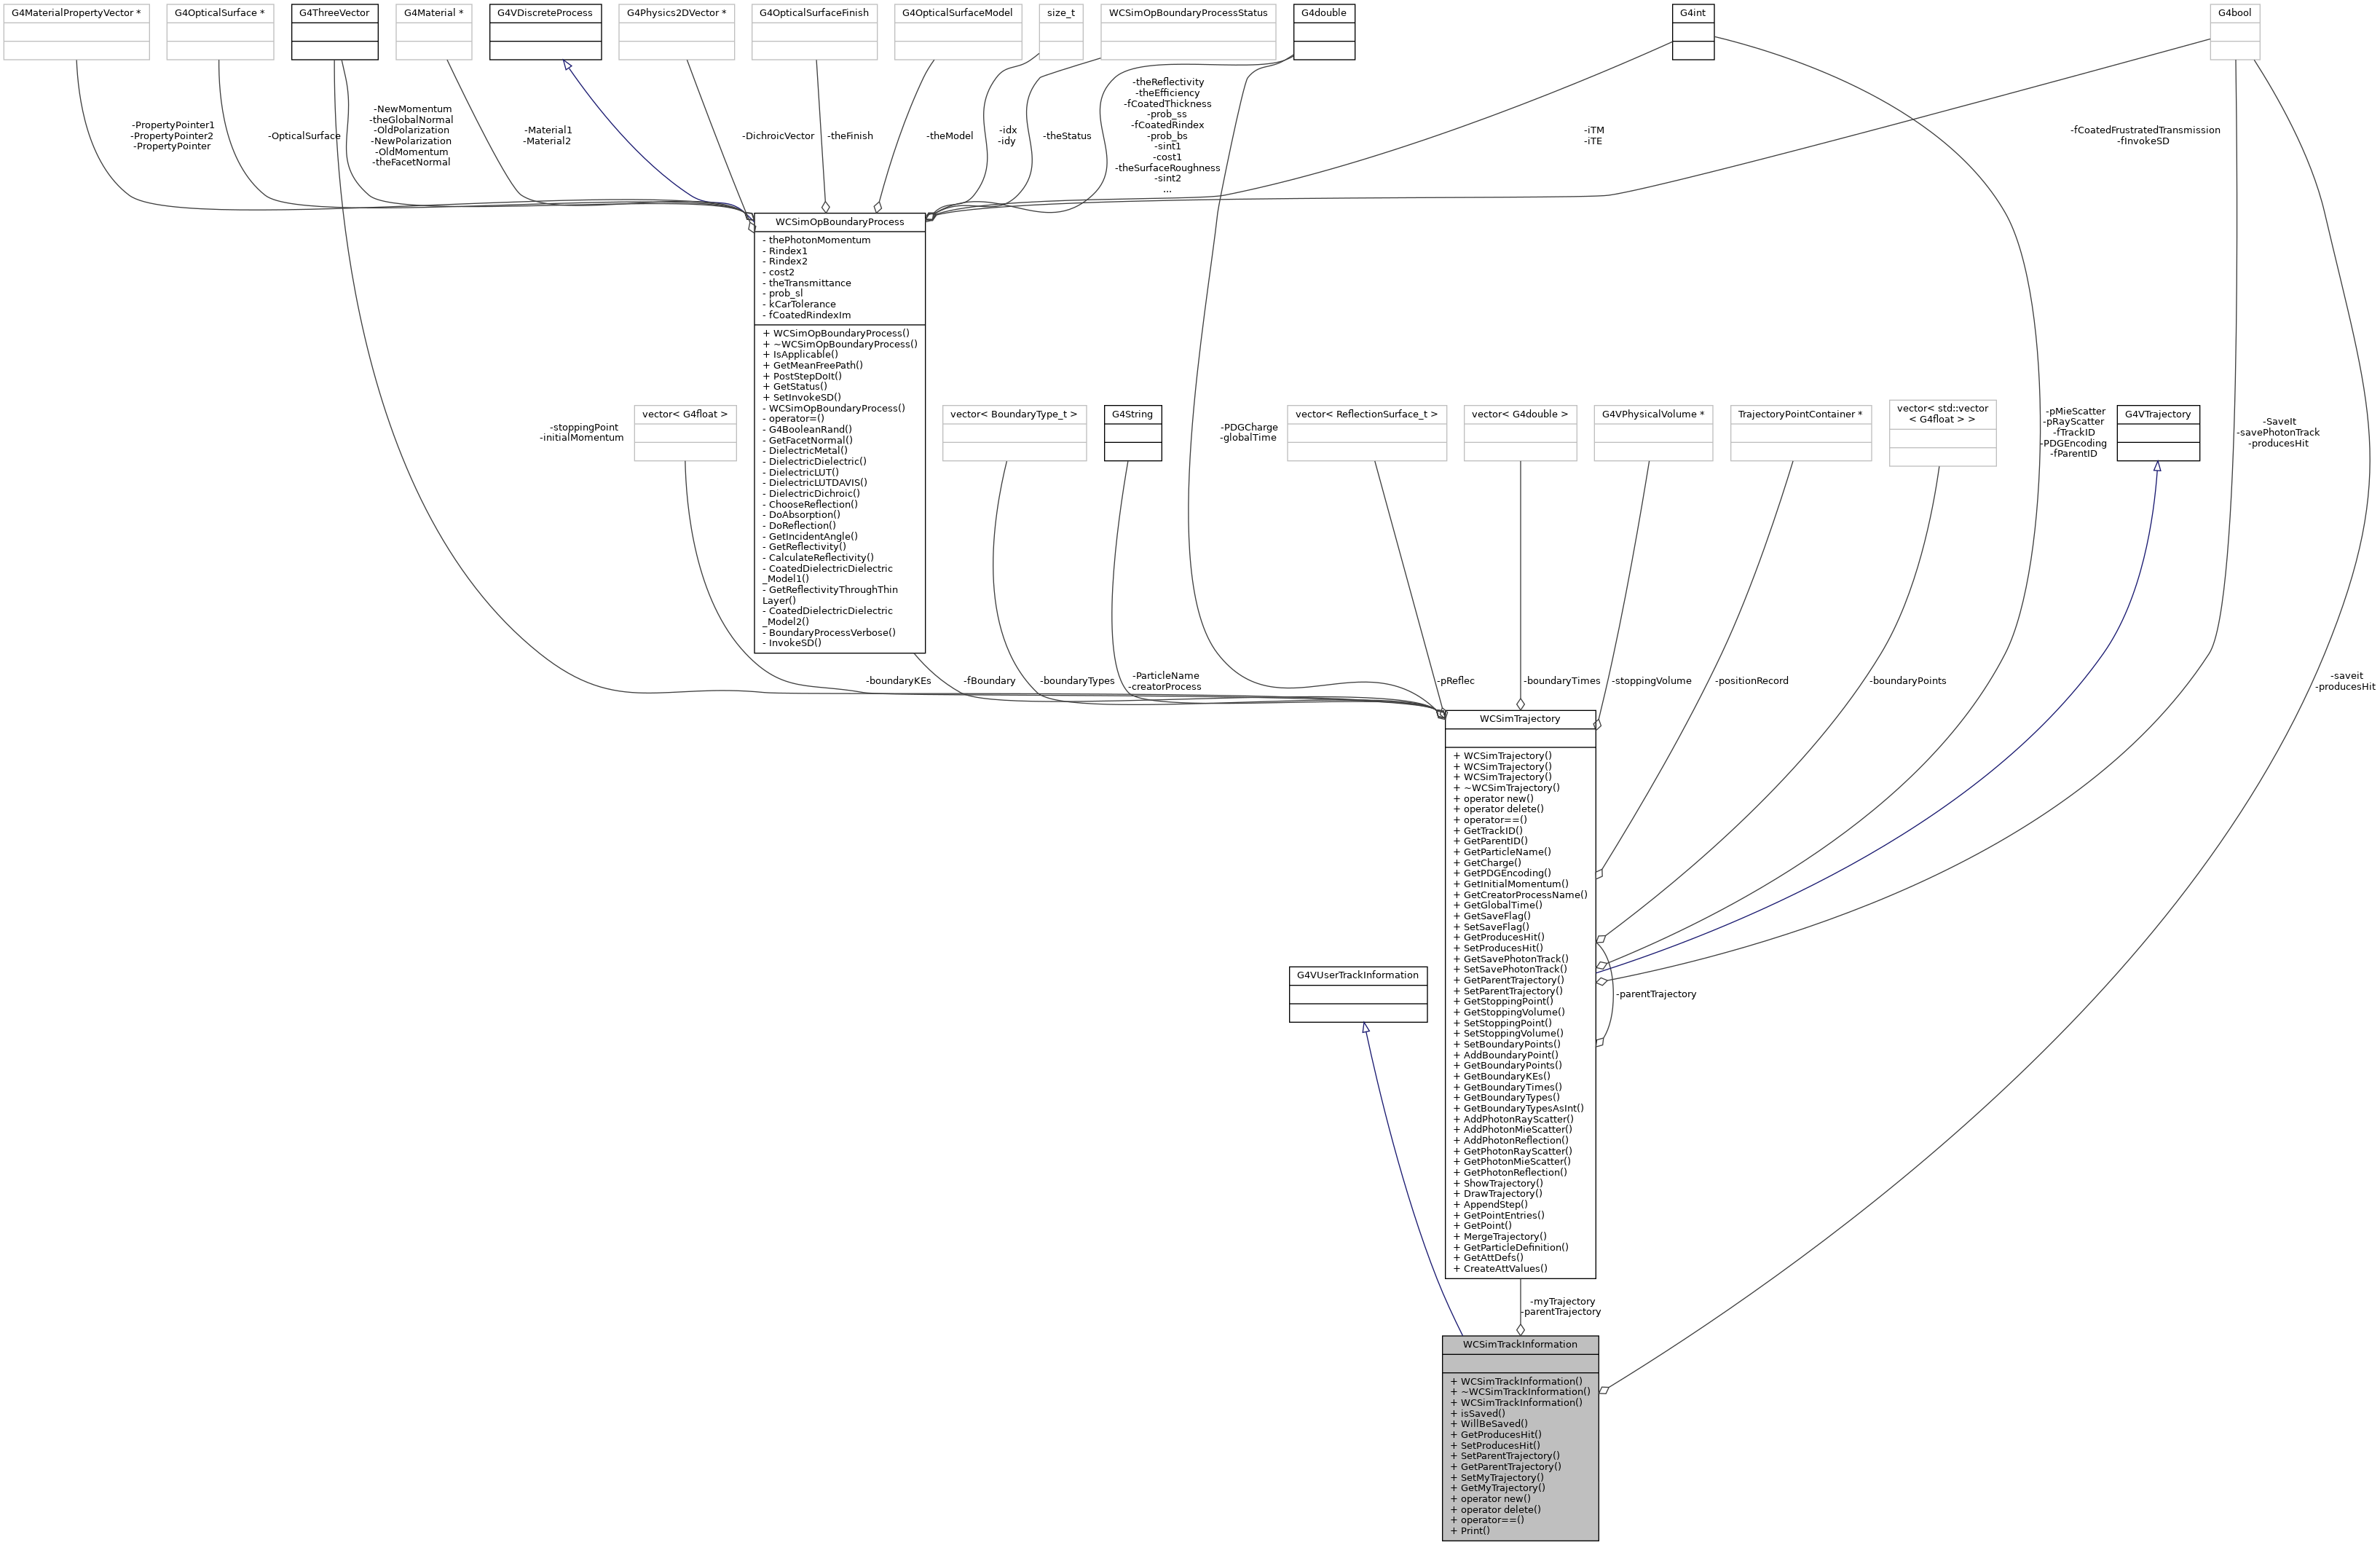 G4MaterialPropertyVector *
G4OpticalSurface *
G4ThreeVector
G4Material *
G4VDiscreteProcess
G4Physics2DVector *
G4OpticalSurfaceFinish
G4OpticalSurfaceModel
size_t
WCSimOpBoundaryProcessStatus
G4double
G4int
G4bool
-PropertyPointer1
-PropertyPointer2
-PropertyPointer
-OpticalSurface
-NewMomentum
-theGlobalNormal
-OldPolarization
-NewPolarization
-OldMomentum
-theFacetNormal
-Material1
-Material2
-DichroicVector
-theFinish
-theModel
-idx
-idy
-theStatus
-theReflectivity
-theEfficiency
-fCoatedThickness
-prob_ss
-fCoatedRindex
-prob_bs
-sint1
-cost1
-theSurfaceRoughness
-sint2
...
-iTM
-iTE
-fCoatedFrustratedTransmission
-fInvokeSD
WCSimOpBoundaryProcess
- thePhotonMomentum
- Rindex1
- Rindex2
- cost2
- theTransmittance
- prob_sl
- kCarTolerance
- fCoatedRindexIm
+ WCSimOpBoundaryProcess()
+ ~WCSimOpBoundaryProcess()
+ IsApplicable()
+ GetMeanFreePath()
+ PostStepDoIt()
+ GetStatus()
+ SetInvokeSD()
- WCSimOpBoundaryProcess()
- operator=()
- G4BooleanRand()
- GetFacetNormal()
- DielectricMetal()
- DielectricDielectric()
- DielectricLUT()
- DielectricLUTDAVIS()
- DielectricDichroic()
- ChooseReflection()
- DoAbsorption()
- DoReflection()
- GetIncidentAngle()
- GetReflectivity()
- CalculateReflectivity()
- CoatedDielectricDielectric
_Model1()
- GetReflectivityThroughThin
Layer()
- CoatedDielectricDielectric
_Model2()
- BoundaryProcessVerbose()
- InvokeSD()
-stoppingPoint
-initialMomentum
vector< G4float >
vector< BoundaryType_t >
G4String
-PDGCharge
-globalTime
vector< ReflectionSurface_t >
vector< G4double >
G4VPhysicalVolume *
TrajectoryPointContainer *
vector< std::vector
< G4float > >
-pMieScatter
-pRayScatter
-fTrackID
-PDGEncoding
-fParentID
G4VTrajectory
-SaveIt
-savePhotonTrack
-producesHit
-boundaryKEs
-fBoundary
-boundaryTypes
-ParticleName
-creatorProcess
-pReflec
-boundaryTimes
-stoppingVolume
-positionRecord
-boundaryPoints
-saveit
-producesHit
WCSimTrajectory
+ WCSimTrajectory()
+ WCSimTrajectory()
+ WCSimTrajectory()
+ ~WCSimTrajectory()
+ operator new()
+ operator delete()
+ operator==()
+ GetTrackID()
+ GetParentID()
+ GetParticleName()
+ GetCharge()
+ GetPDGEncoding()
+ GetInitialMomentum()
+ GetCreatorProcessName()
+ GetGlobalTime()
+ GetSaveFlag()
+ SetSaveFlag()
+ GetProducesHit()
+ SetProducesHit()
+ GetSavePhotonTrack()
+ SetSavePhotonTrack()
+ GetParentTrajectory()
+ SetParentTrajectory()
+ GetStoppingPoint()
+ GetStoppingVolume()
+ SetStoppingPoint()
+ SetStoppingVolume()
+ SetBoundaryPoints()
+ AddBoundaryPoint()
+ GetBoundaryPoints()
+ GetBoundaryKEs()
+ GetBoundaryTimes()
+ GetBoundaryTypes()
+ GetBoundaryTypesAsInt()
+ AddPhotonRayScatter()
+ AddPhotonMieScatter()
+ AddPhotonReflection()
+ GetPhotonRayScatter()
+ GetPhotonMieScatter()
+ GetPhotonReflection()
+ ShowTrajectory()
+ DrawTrajectory()
+ AppendStep()
+ GetPointEntries()
+ GetPoint()
+ MergeTrajectory()
+ GetParticleDefinition()
+ GetAttDefs()
+ CreateAttValues()
G4VUserTrackInformation
-parentTrajectory
-myTrajectory
-parentTrajectory
WCSimTrackInformation
+ WCSimTrackInformation()
+ ~WCSimTrackInformation()
+ WCSimTrackInformation()
+ isSaved()
+ WillBeSaved()
+ GetProducesHit()
+ SetProducesHit()
+ SetParentTrajectory()
+ GetParentTrajectory()
+ SetMyTrajectory()
+ GetMyTrajectory()
+ operator new()
+ operator delete()
+ operator==()
+ Print()